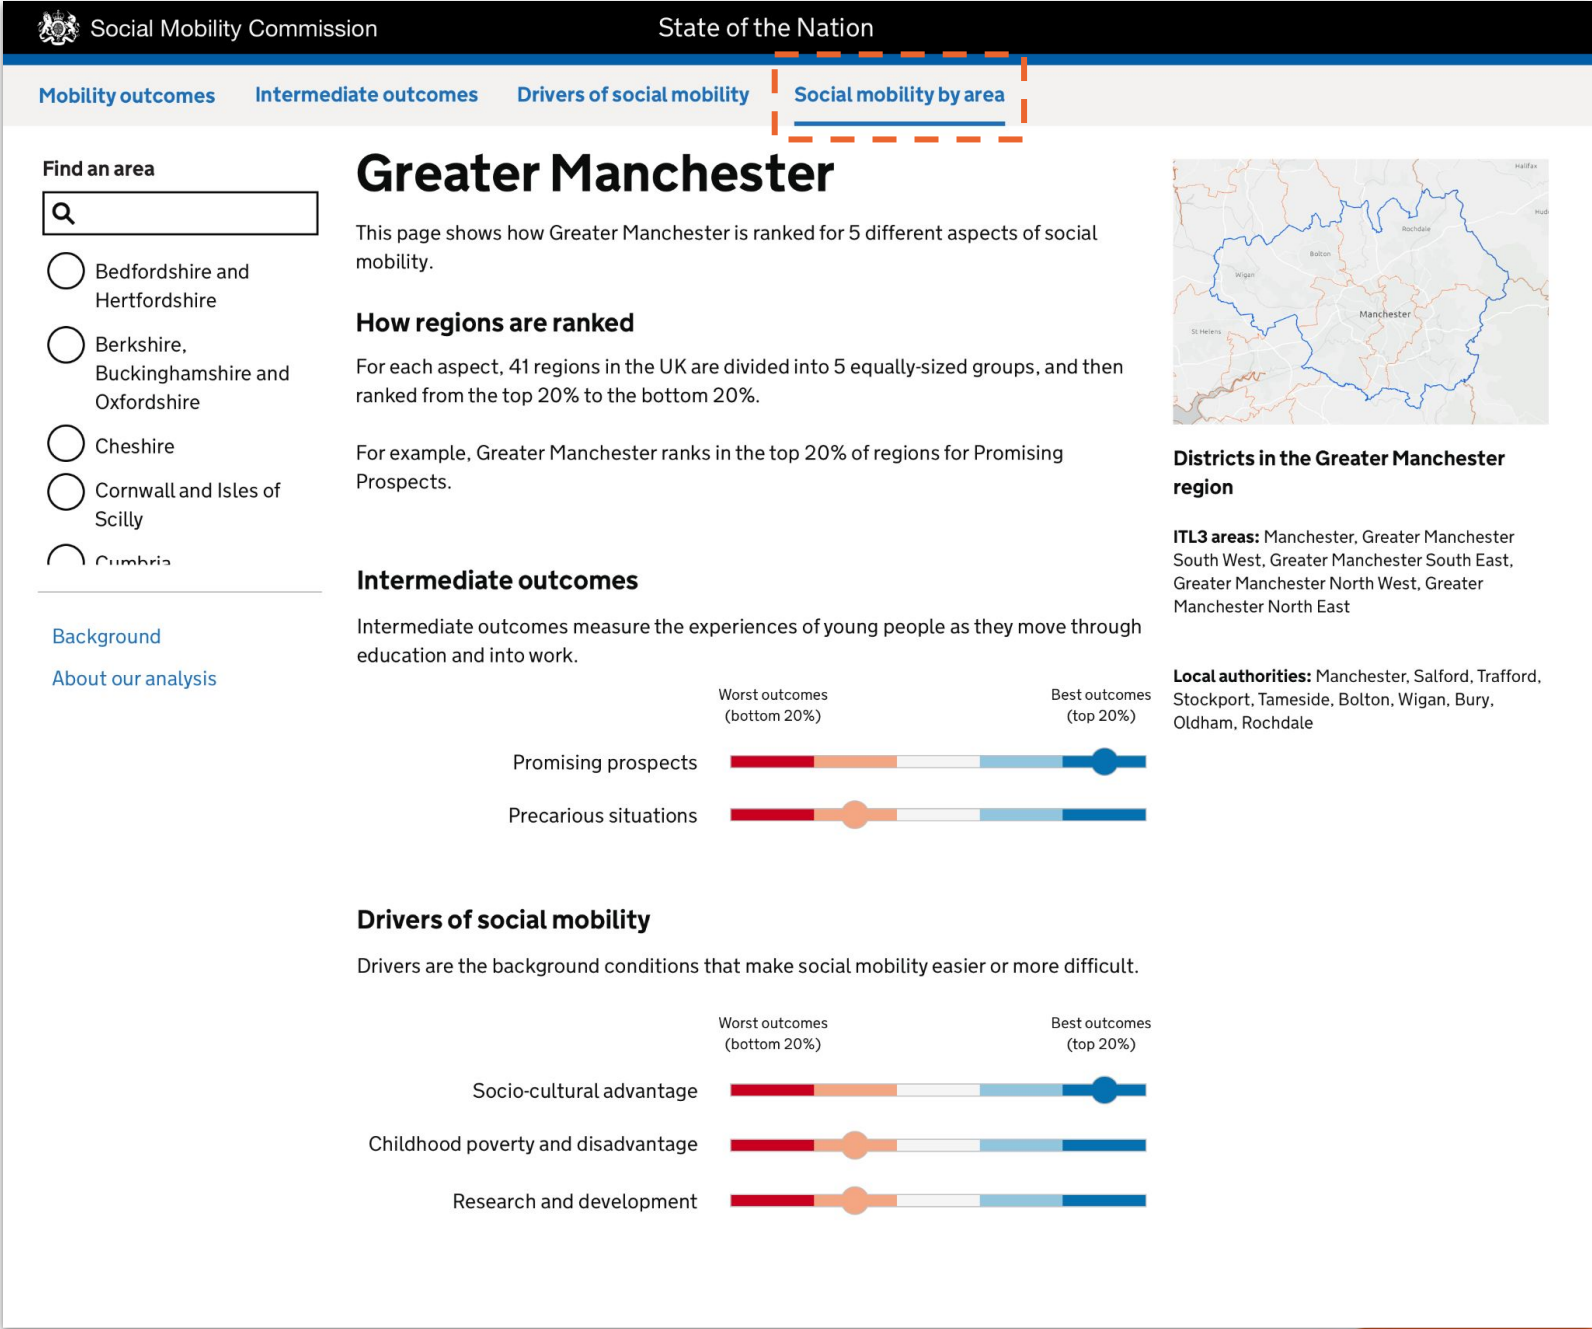 Social Mobility Commission
State of the Nation
Mobility outcomes
Intermediate outcomes
Drivers of social mobility
Social mobility by area
Find an area
Bedfordshire and
Hertfordshire
Berkshire,
Buckinghamshire and
Oxfordshire
Cheshire
Cornwall and Isles of
Scilly
Cumbria
Background
About our analysis
Greater Manchester
This page shows how Greater Manchester is ranked for 5 different aspects of social
mobility.
How regions are ranked
For each aspect, 41 regions in the UK are divided into 5 equally-sized groups, and then
ranked from the top 20% to the bottom 20%.
For example, Greater Manchester ranks in the top 20% of regions for Promising
Prospects.
Intermediate outcomes
Intermediate outcomes measure the experiences of young people as they move through
education and into work.
Worst outcomes
(bottom 20%)
Best outcomes
(top 20%)
Promising prospects
Precarious situations
Drivers of social mobility
Drivers are the background conditions that make social mobility easier or more difficult.
Worst outcomes
(bottom 20%)
Best outcomes
(top 20%)
Socio-cultural advantage
Childhood poverty and disadvantage
Research and development
Halifax
Hudd
Rochdale
Bolton
Wigan
Manchester
St Helens
Districts in the Greater Manchester
region
ITL3 areas: Manchester, Greater Manchester
South West, Greater Manchester South East,
Greater Manchester North West, Greater
Manchester North East
Local authorities: Manchester, Salford, Trafford,
Stockport, Tameside, Bolton, Wigan, Bury,
Oldham, Rochdale